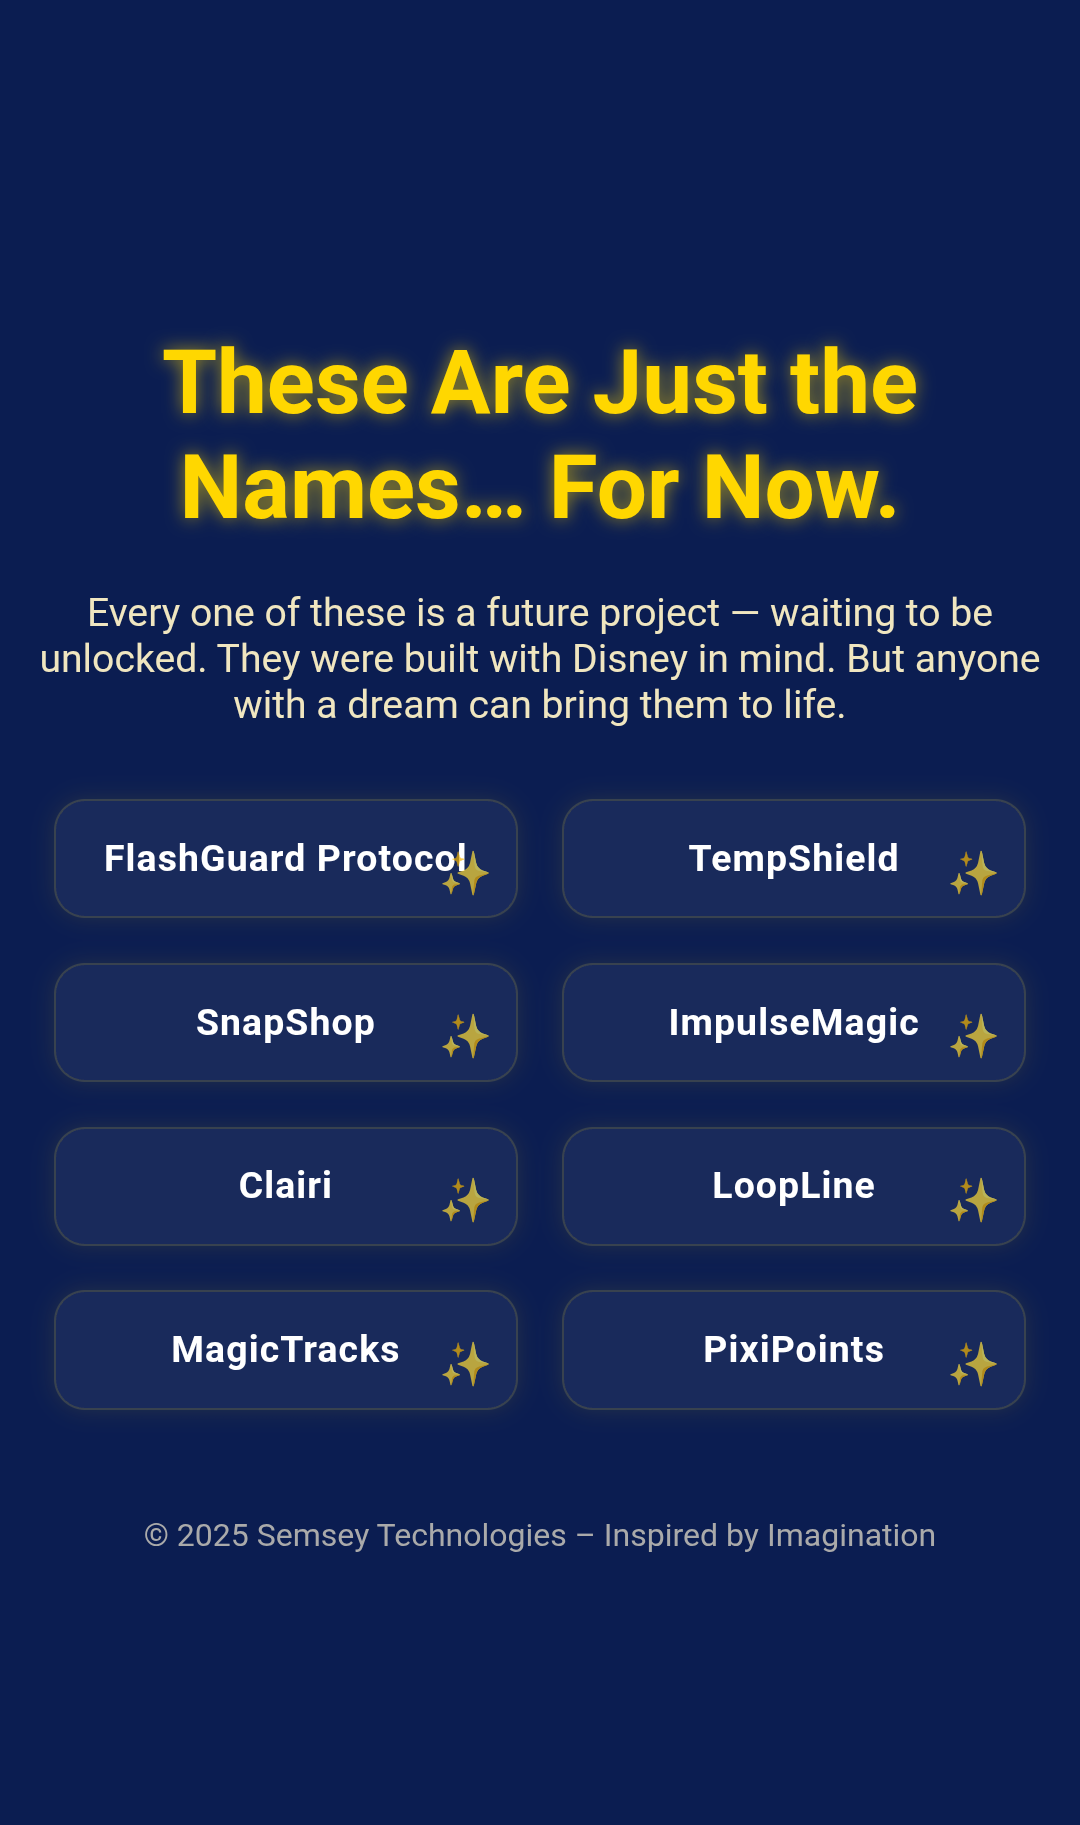 These Are Just the
Names... For Now.
Every one of these is a future project — waiting to be
unlocked. They were built with Disney in mind. But anyone
with a dream can bring them to life.
FlashGuard Protocol
TempShield
SnapShop
ImpulseMagic
Clairi
LoopLine
MagicTracks
PixiPoints
© 2025 Semsey Technologies – Inspired by Imagination